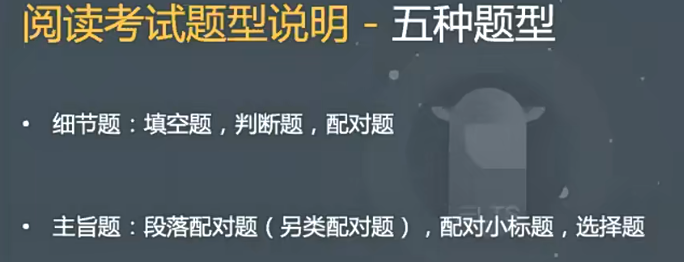 阅读考试题型说明 - 五种题型
• 细节题：填空题，判断题，配对题
IELTS
• 主旨题：段落配对题（另类配对题），配对小标题，选择题